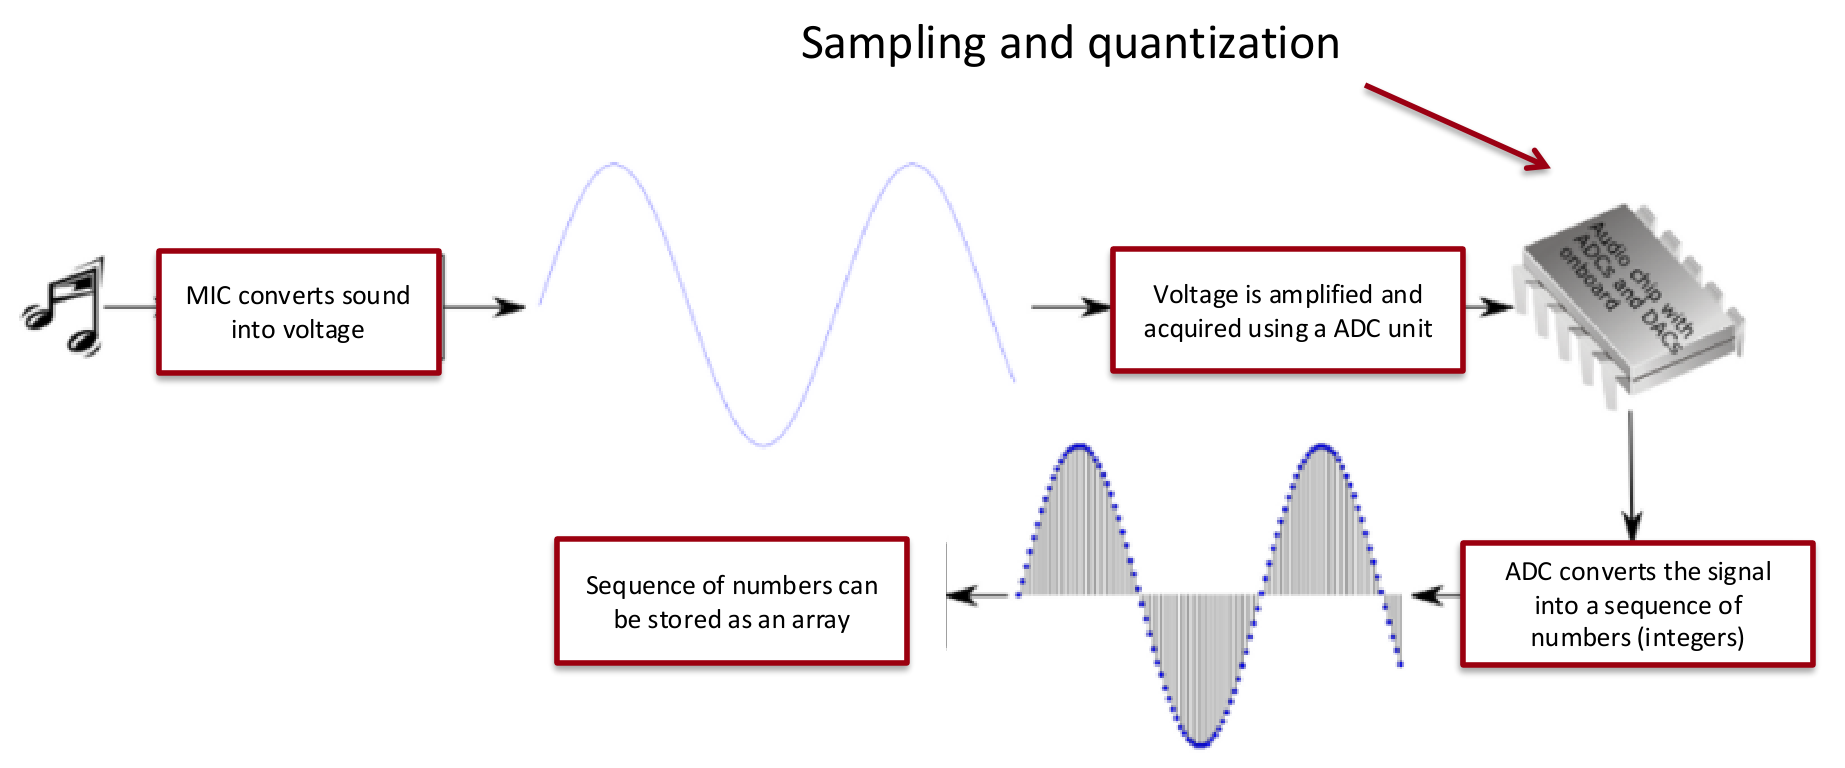 Sampling and quantization
MIC converts sound
into voltage
Voltage is amplified and
acquired using a ADC unit
Audio chip with
ADCs and DACs
onboard
Sequence of numbers can
be stored as an array
ADC converts the signal
into a sequence of
numbers (integers)